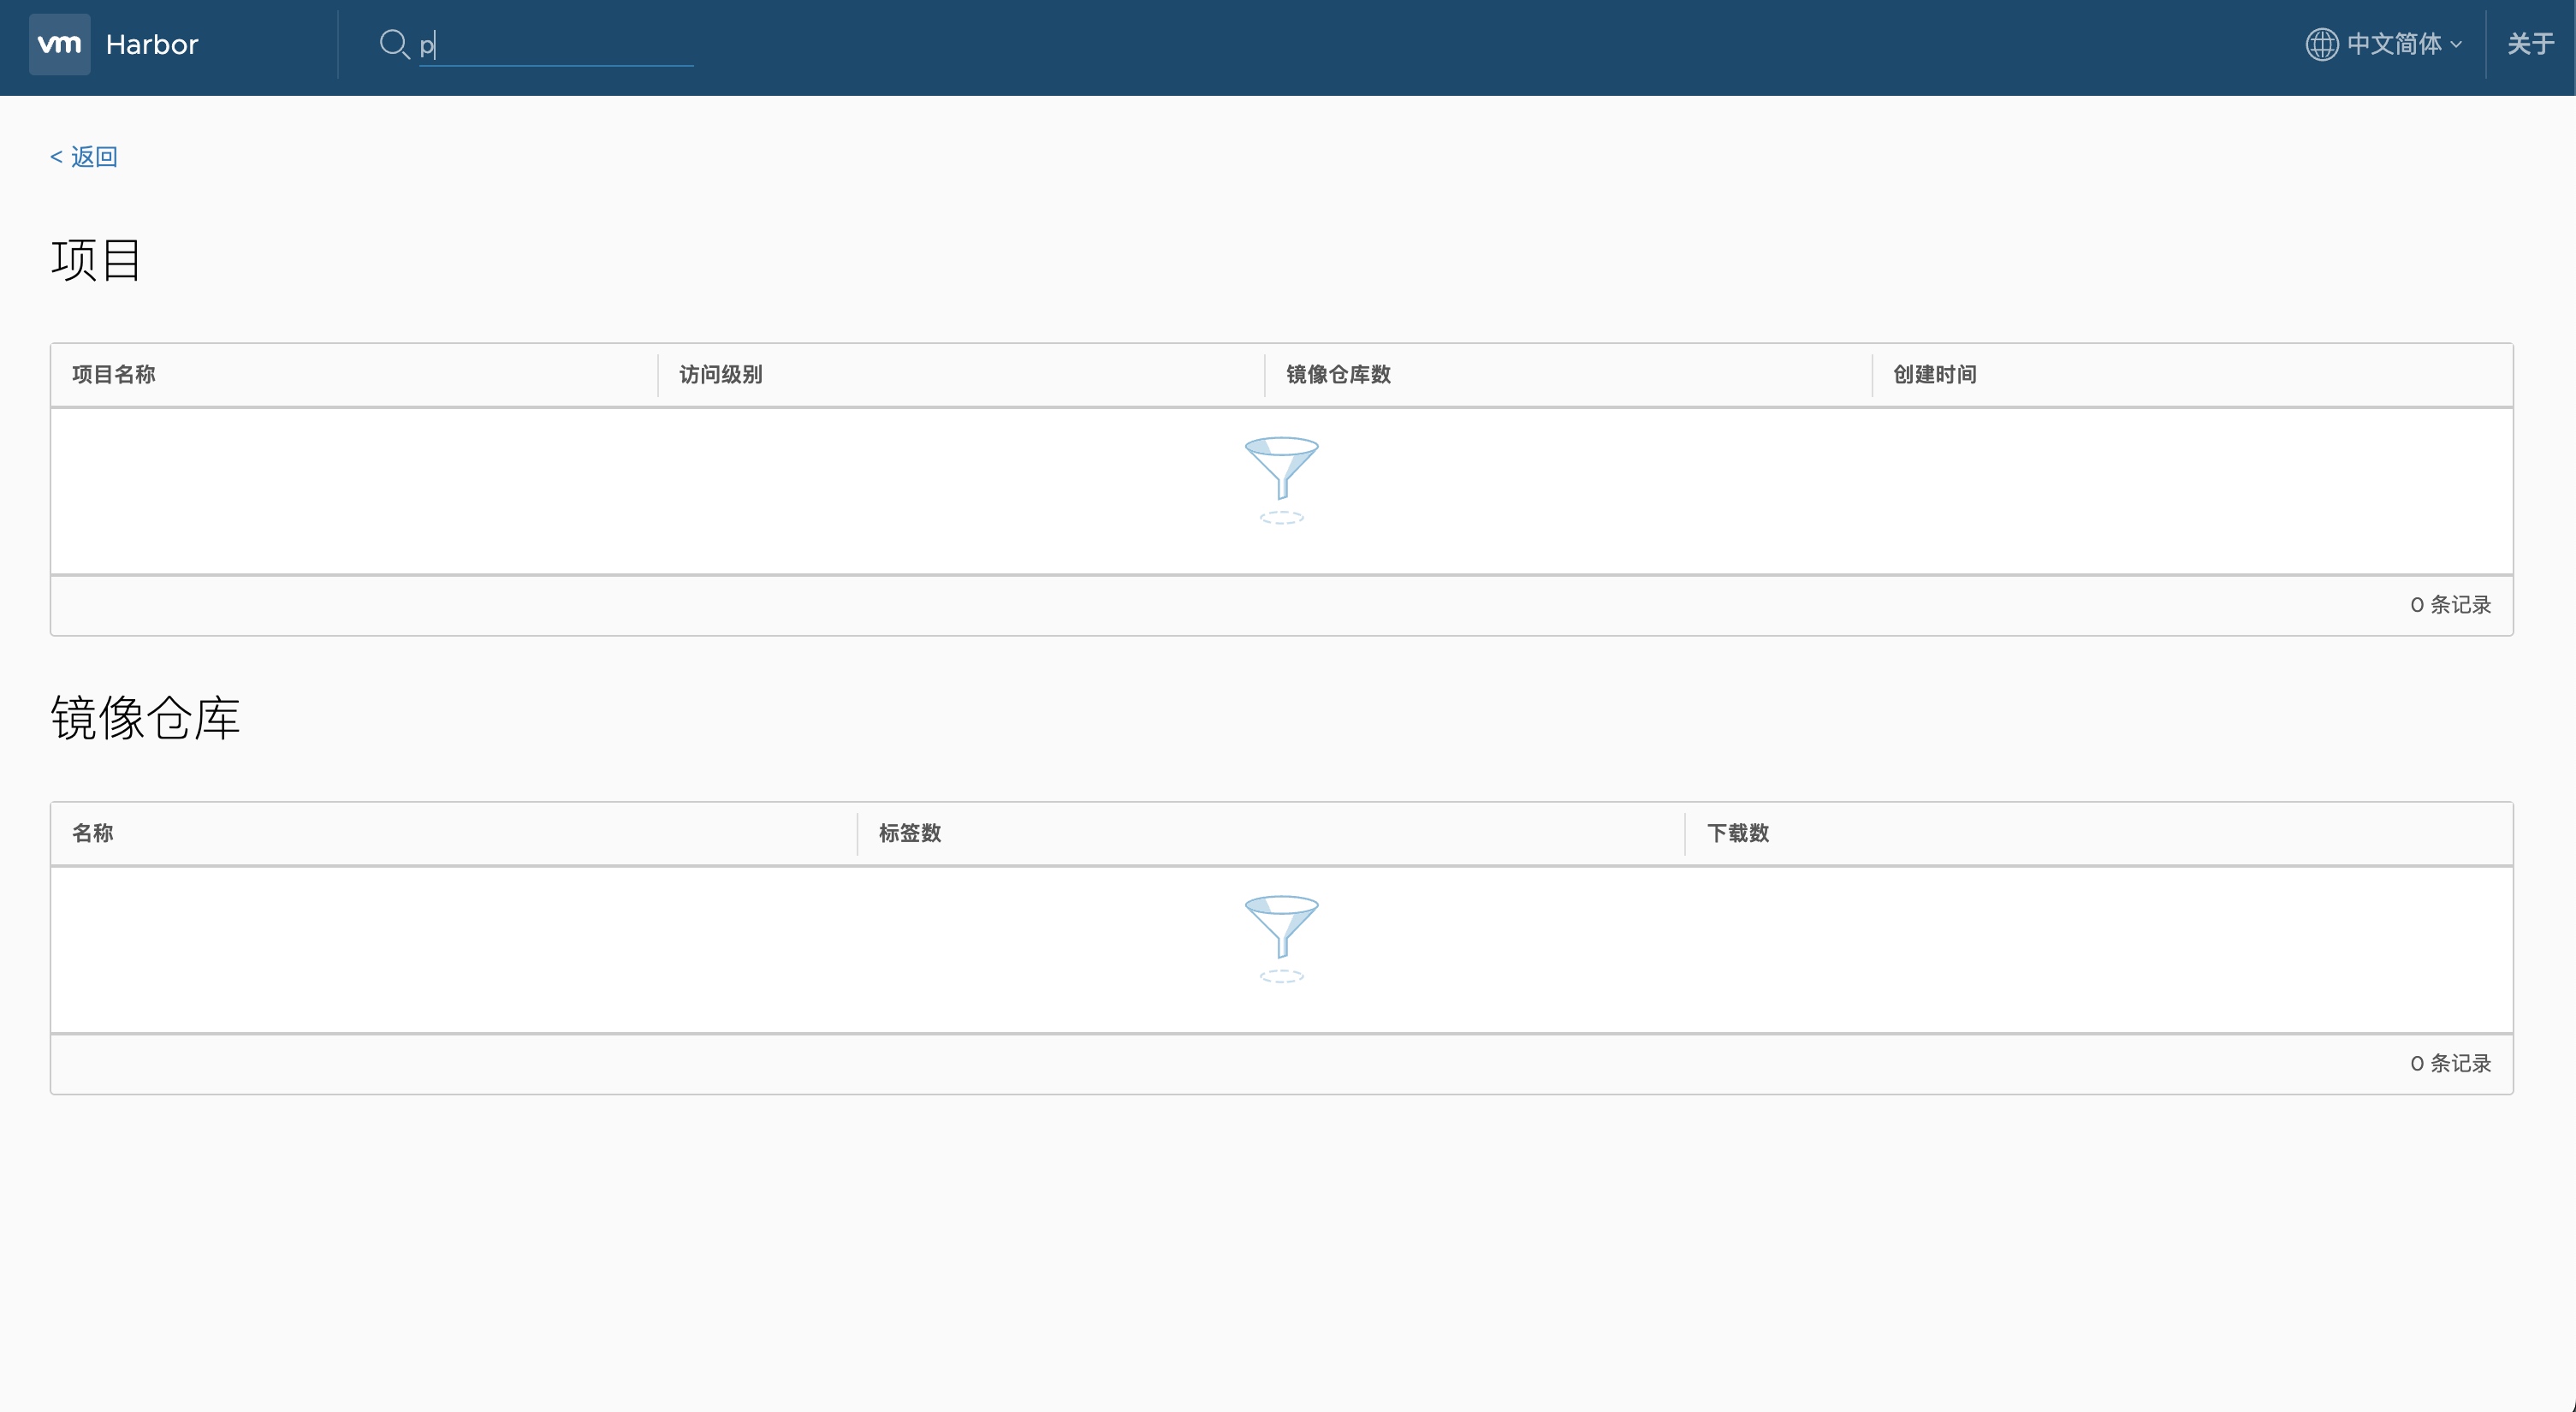 vm Harbor p 中文简体 关于
< 返回
项目
项目名称 访问级别 镜像仓库数 创建时间
0 条记录
镜像仓库
名称 标签数 下载数
0 条记录